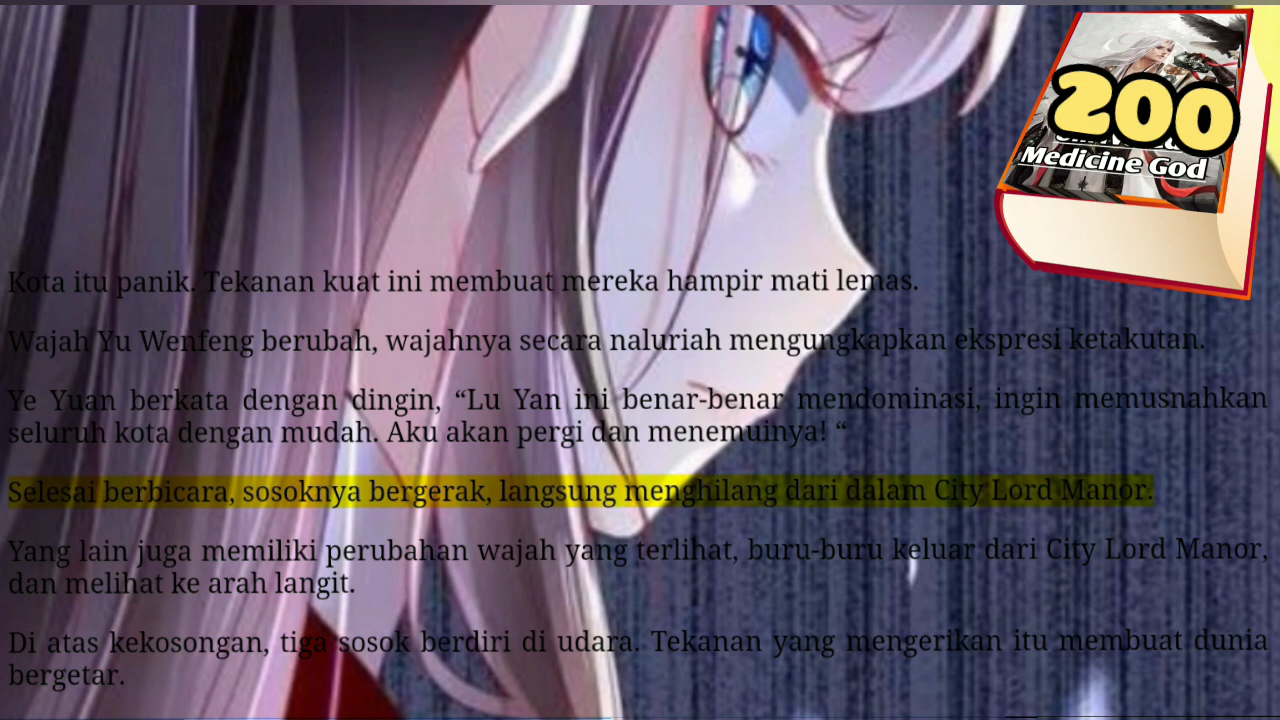 200
Medicine God
Kota itu panik. Tekanan kuat ini membuat mereka hampir mati lemas.
Wajah Yu Wenfeng berubah, wajahnya secara naluriah mengungkapkan ekspresi ketakutan.
Ye Yuan berkata dengan dingin, “Lu Yan ini benar-benar mendominasi, ingin memusnahkan
seluruh kota dengan mudah. Aku akan pergi dan menemuinya! “
Selesai berbicara, sosoknya bergerak, langsung menghilang dari dalam City Lord Manor.
Yang lain juga memiliki perubahan wajah yang terlihat, buru-buru keluar dari City Lord Manor,
dan melihat ke arah langit.
Di atas kekosongan, tiga sosok berdiri di udara. Tekanan yang mengerikan itu membuat dunia
bergetar.